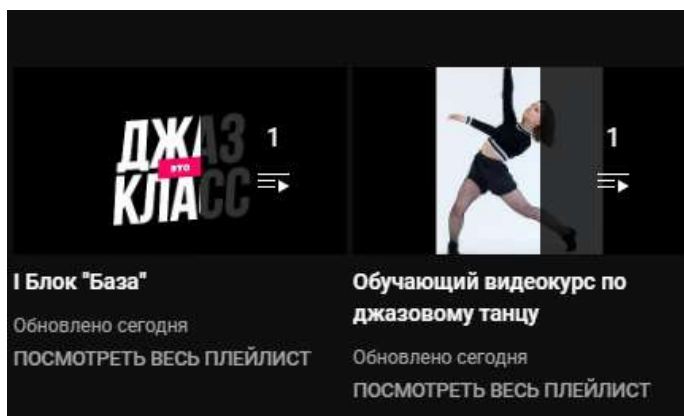 ДЖАЗ
это
КЛАСС
1
I Блок "База"
Обновлено сегодня
ПОСМОТРЕТЬ ВЕСЬ ПЛЕЙЛИСТ
1
Обучающий видеокурс по
джазовому танцу
Обновлено сегодня
ПОСМОТРЕТЬ ВЕСЬ ПЛЕЙЛИСТ